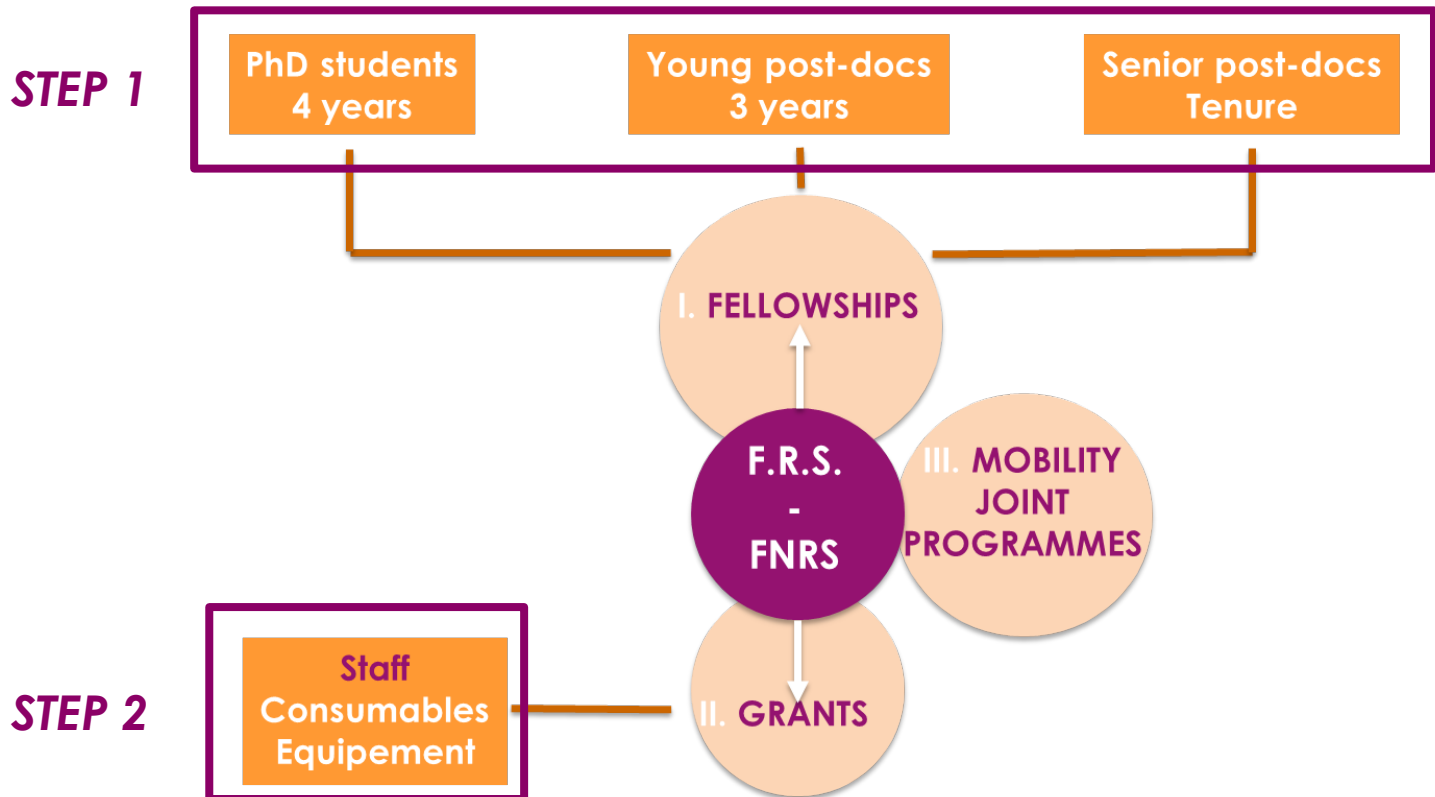 STEP 1
PhD students
4 years
Young post-docs
3 years
Senior post-docs
Tenure
I. FELLOWSHIPS
F.R.S.
-
FNRS
III. MOBILITY
JOINT
PROGRAMMES
STEP 2
Staff
Consumables
Equipement
II. GRANTS